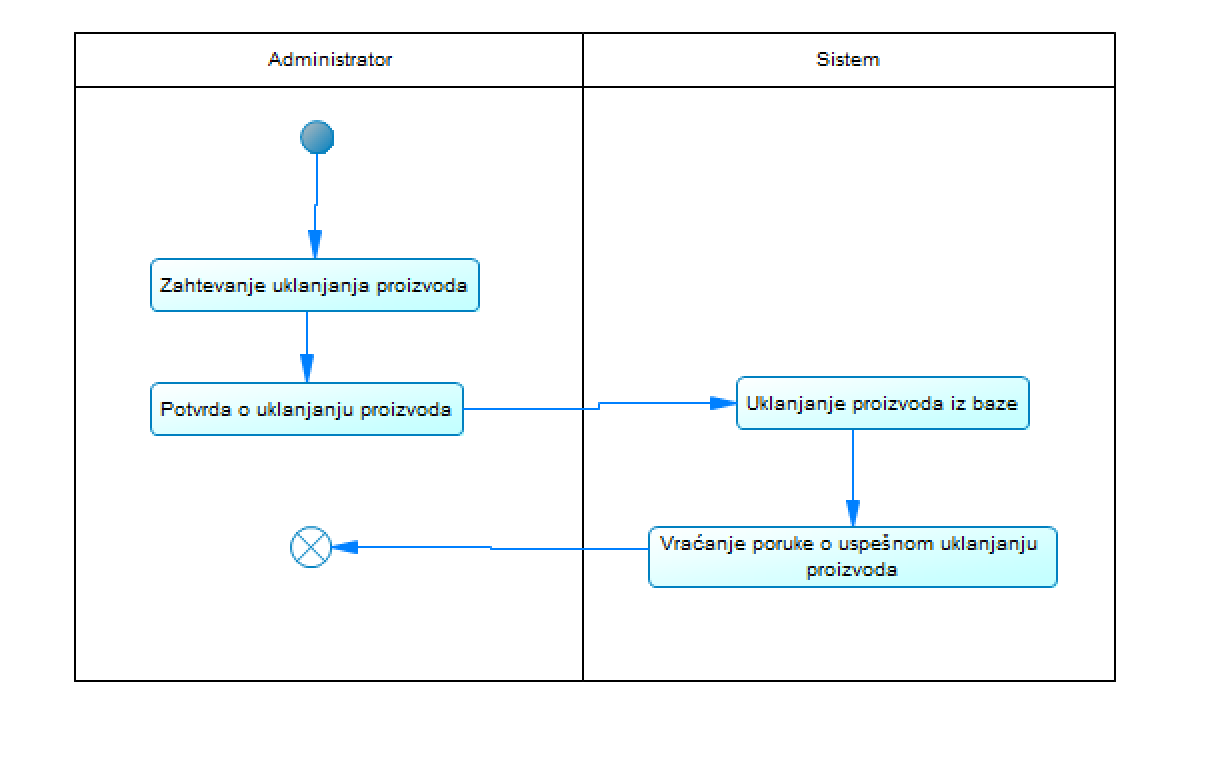 Administrator
Sistem
Zahtevanje uklanjanja proizvoda
Potvrda o uklanjanju proizvoda
Uklanjanje proizvoda iz baze
Vraćanje poruke o uspešnom uklanjanju
proizvoda